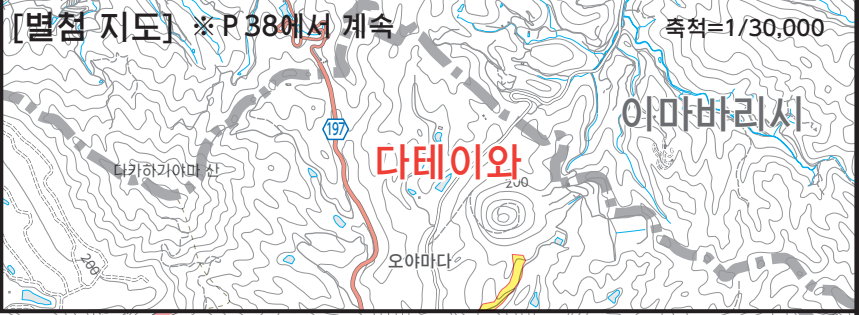 [별첨 지도] ※P 38에서 계속
축척=1/30,000
이마바리시
197
다테이와
다카하기야마 산
200
오야마다
200